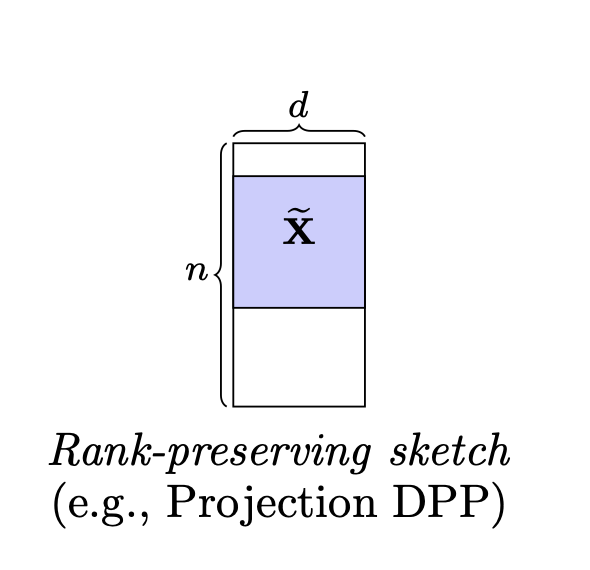 d
x̃
n
Rank-preserving sketch
(e.g., Projection DPP)